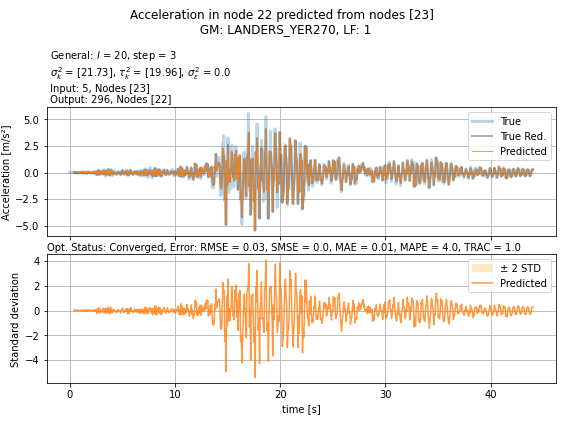 Acceleration in node 22 predicted from nodes [23]
GM: LANDERS_YER270, LF: 1
General: l = 20, step = 3
σ²ₖ = [21.73], τ²ₖ = [19.96], σ²ε = 0.0
Input: 5, Nodes [23]
Output: 296, Nodes [22]
Acceleration [m/s²]
5.0
2.5
0.0
−2.5
−5.0
True
True Red.
Predicted
Opt. Status: Converged, Error: RMSE = 0.03, SMSE = 0.0, MAE = 0.01, MAPE = 4.0, TRAC = 1.0
Standard deviation
4
2
0
−2
−4
± 2 STD
Predicted
0
10
20
30
40
time [s]